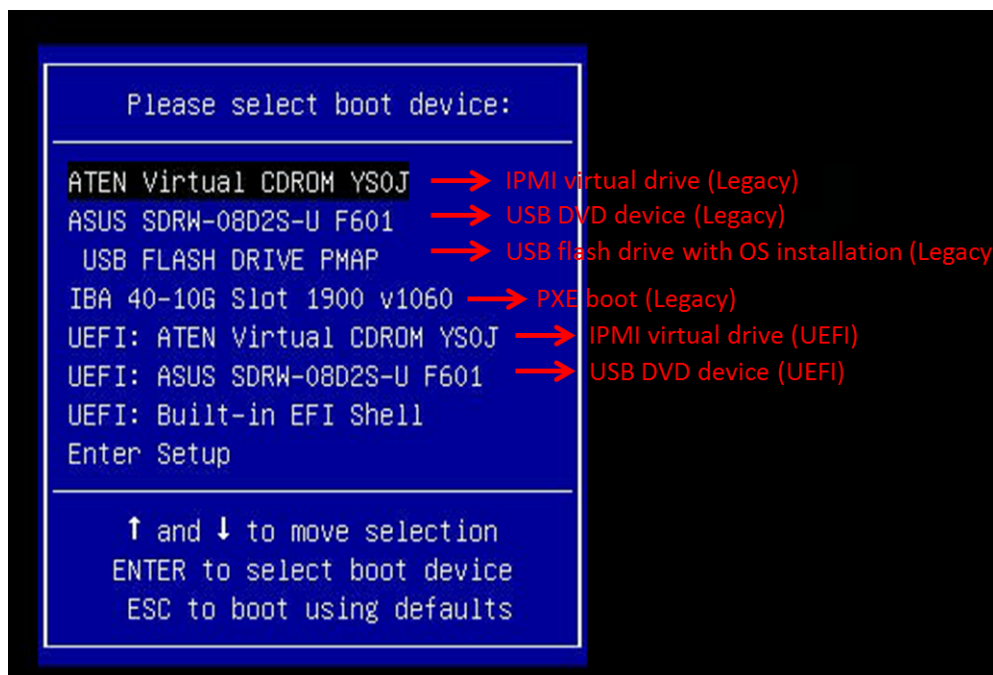 Please select boot device:
ATEN Virtual CDROM YS0J IPMI virtual drive (Legacy)
ASUS SDRW-08D2S-U F601 USB DVD device (Legacy)
USB FLASH DRIVE PMAP USB flash drive with OS installation (Legacy
IBA 40-10G Slot 1900 v1060 PXE boot (Legacy)
UEFI: ATEN Virtual CDROM YS0J IPMI virtual drive (UEFI)
UEFI: ASUS SDRW-08D2S-U F601 USB DVD device (UEFI)
UEFI: Built-in EFI Shell
Enter Setup
↑ and ↓ to move selection
ENTER to select boot device
ESC to boot using defaults